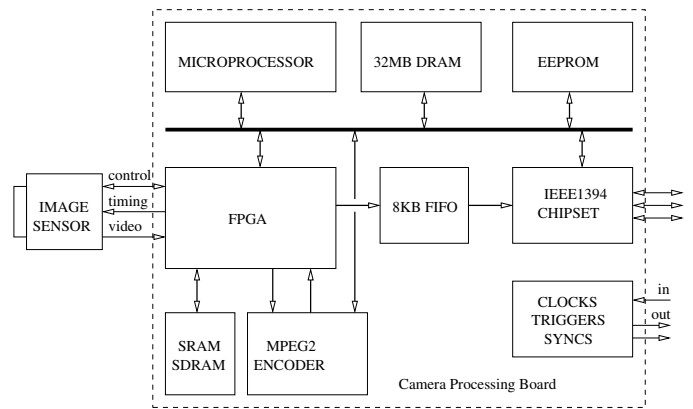 MICROPROCESSOR
32MB DRAM
EEPROM
control
timing
video
IMAGE
SENSOR
FPGA
8KB FIFO
IEEE1394
CHIPSET
SRAM
SDRAM
MPEG2
ENCODER
CLOCKS
TRIGGERS
SYNCS
in
out
Camera Processing Board